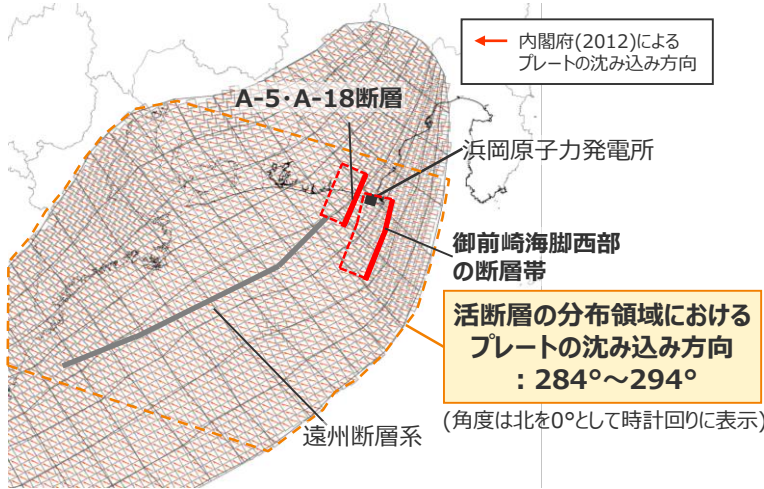 内閣府(2012)による
プレートの沈み込み方向
A-5・A-18断層
浜岡原子力発電所
御前崎海脚西部
の断層帯
活断層の分布領域における
プレートの沈み込み方向
：284°～294°
(角度は北を0°として時計回りに表示)
遠州断層系